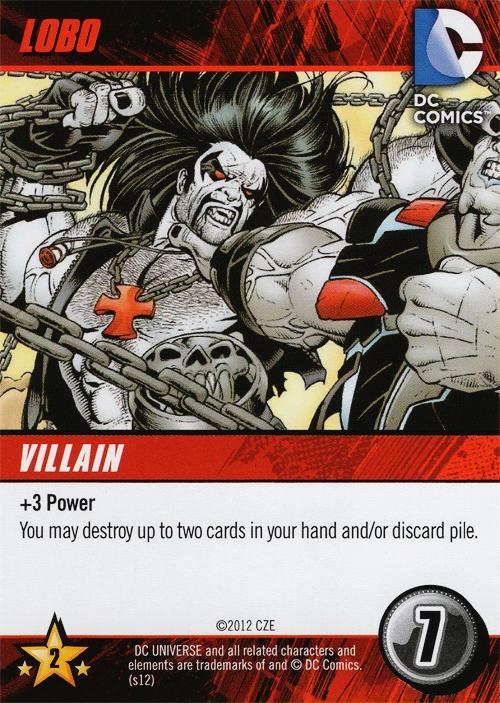 LOBO
DC
COMICS™
VILLAIN
+3 Power
You may destroy up to two cards in your hand and/or discard pile.
©2012 CZE
2
DC UNIVERSE and all related characters and
elements are trademarks of and © DC Comics.
(s12)
7